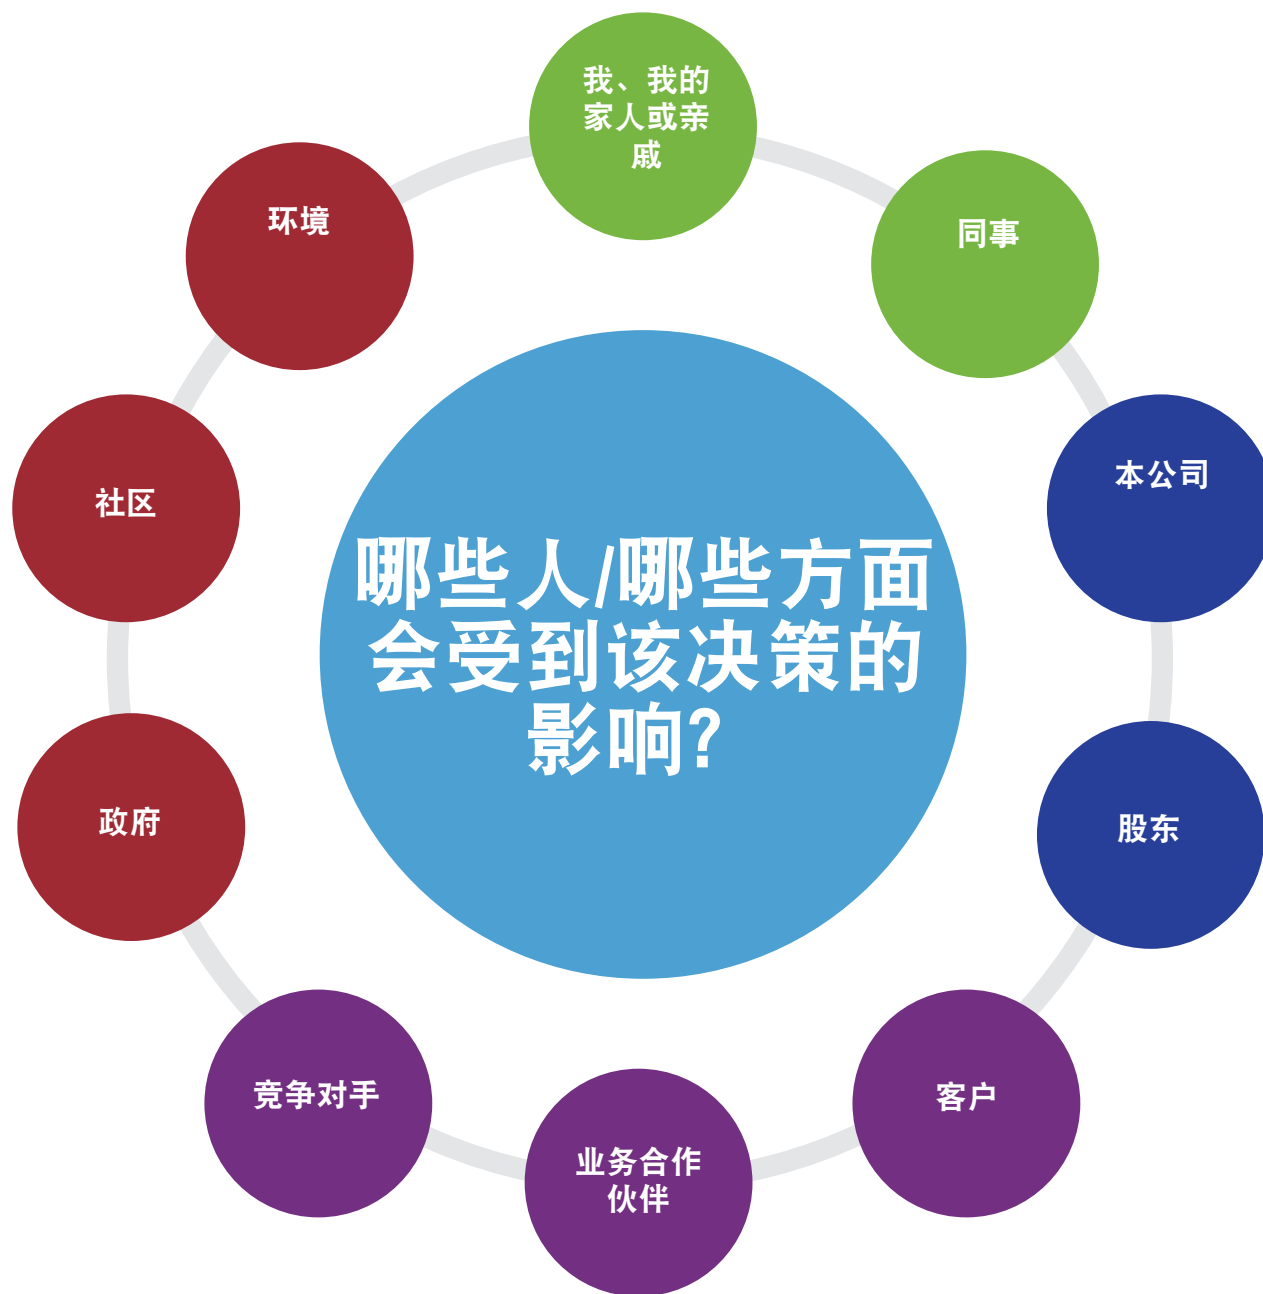 我、我的
家人或亲
戚
同事
本公司
股东
客户
业务合作
伙伴
竞争对手
政府
社区
环境
哪些人/哪些方面
会受到该决策的
影响?